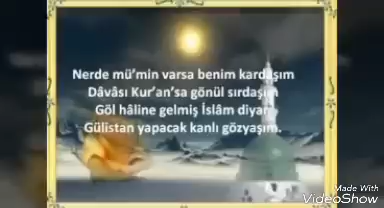 Nerde mü'min varsa benim kardaşım
Dâvâsı Kur'an'sa gönül sırdaşım
Göl hâline gelmiş İslâm diyarı
Gülistan yapacak kanlı gözyaşım.
Made With
VideoShow